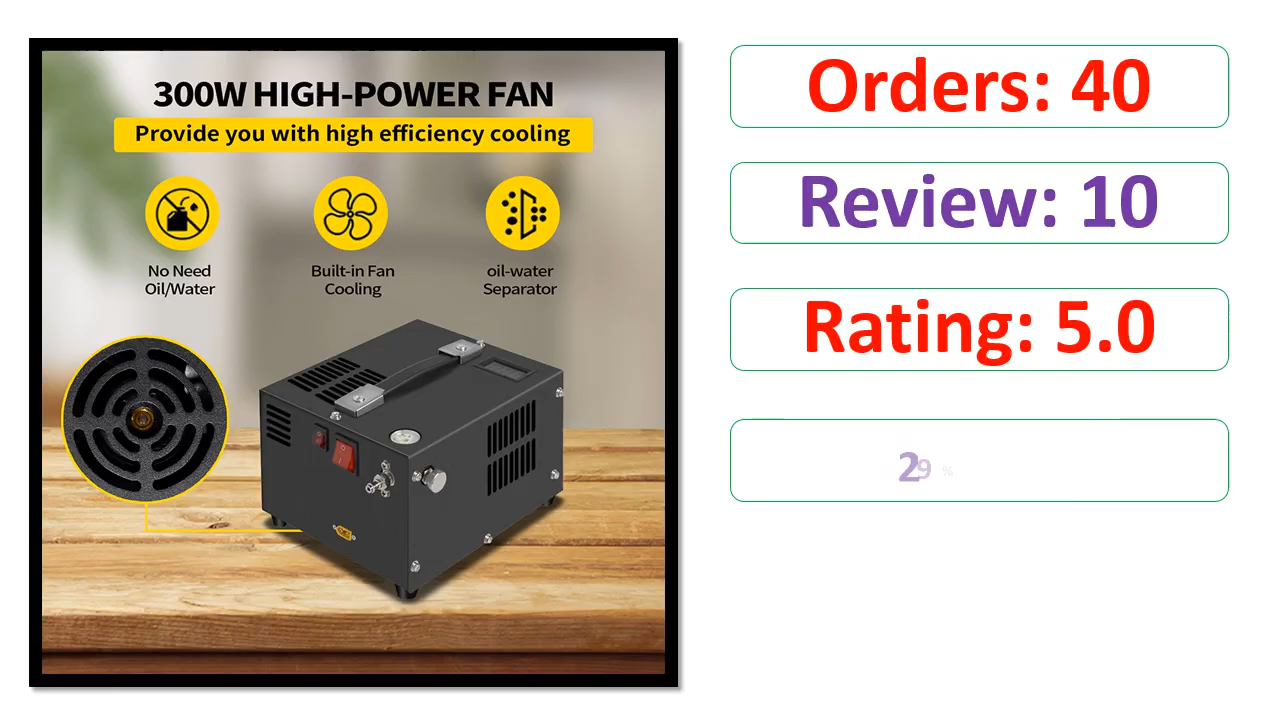 300W HIGH-POWER FAN
Provide you with high efficiency cooling
No Need
Oil/Water
Built-in Fan
Cooling
oil-water
Separator
Orders: 40
Review: 10
Rating: 5.0
29 %